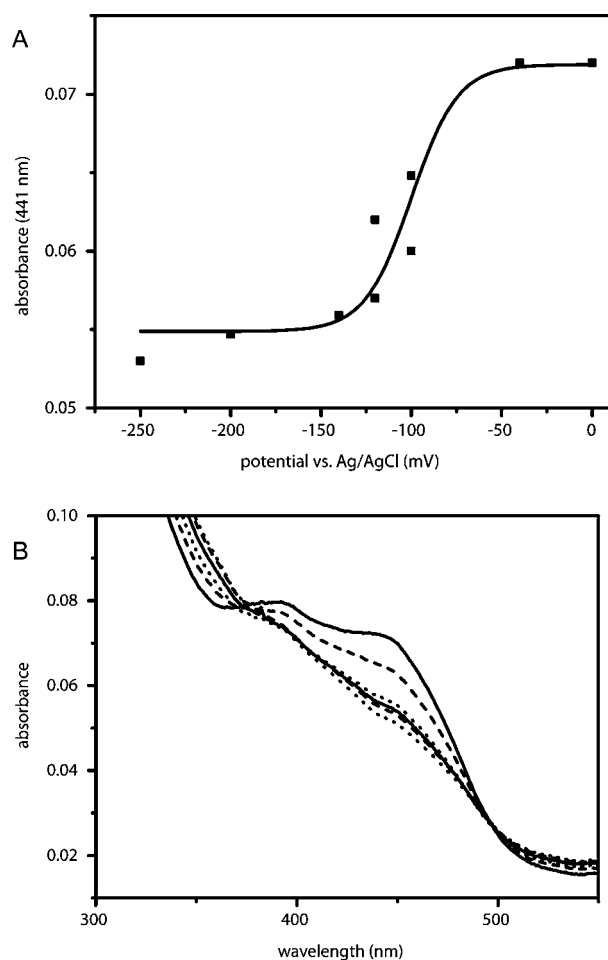 A
0.07
0.06
0.05
absorbance (441 nm)
-250 -200 -150 -100 -50 0
potential vs. Ag/AgCl (mV)
B
0.10
0.08
0.06
0.04
0.02
absorbance
300 400 500
wavelength (nm)